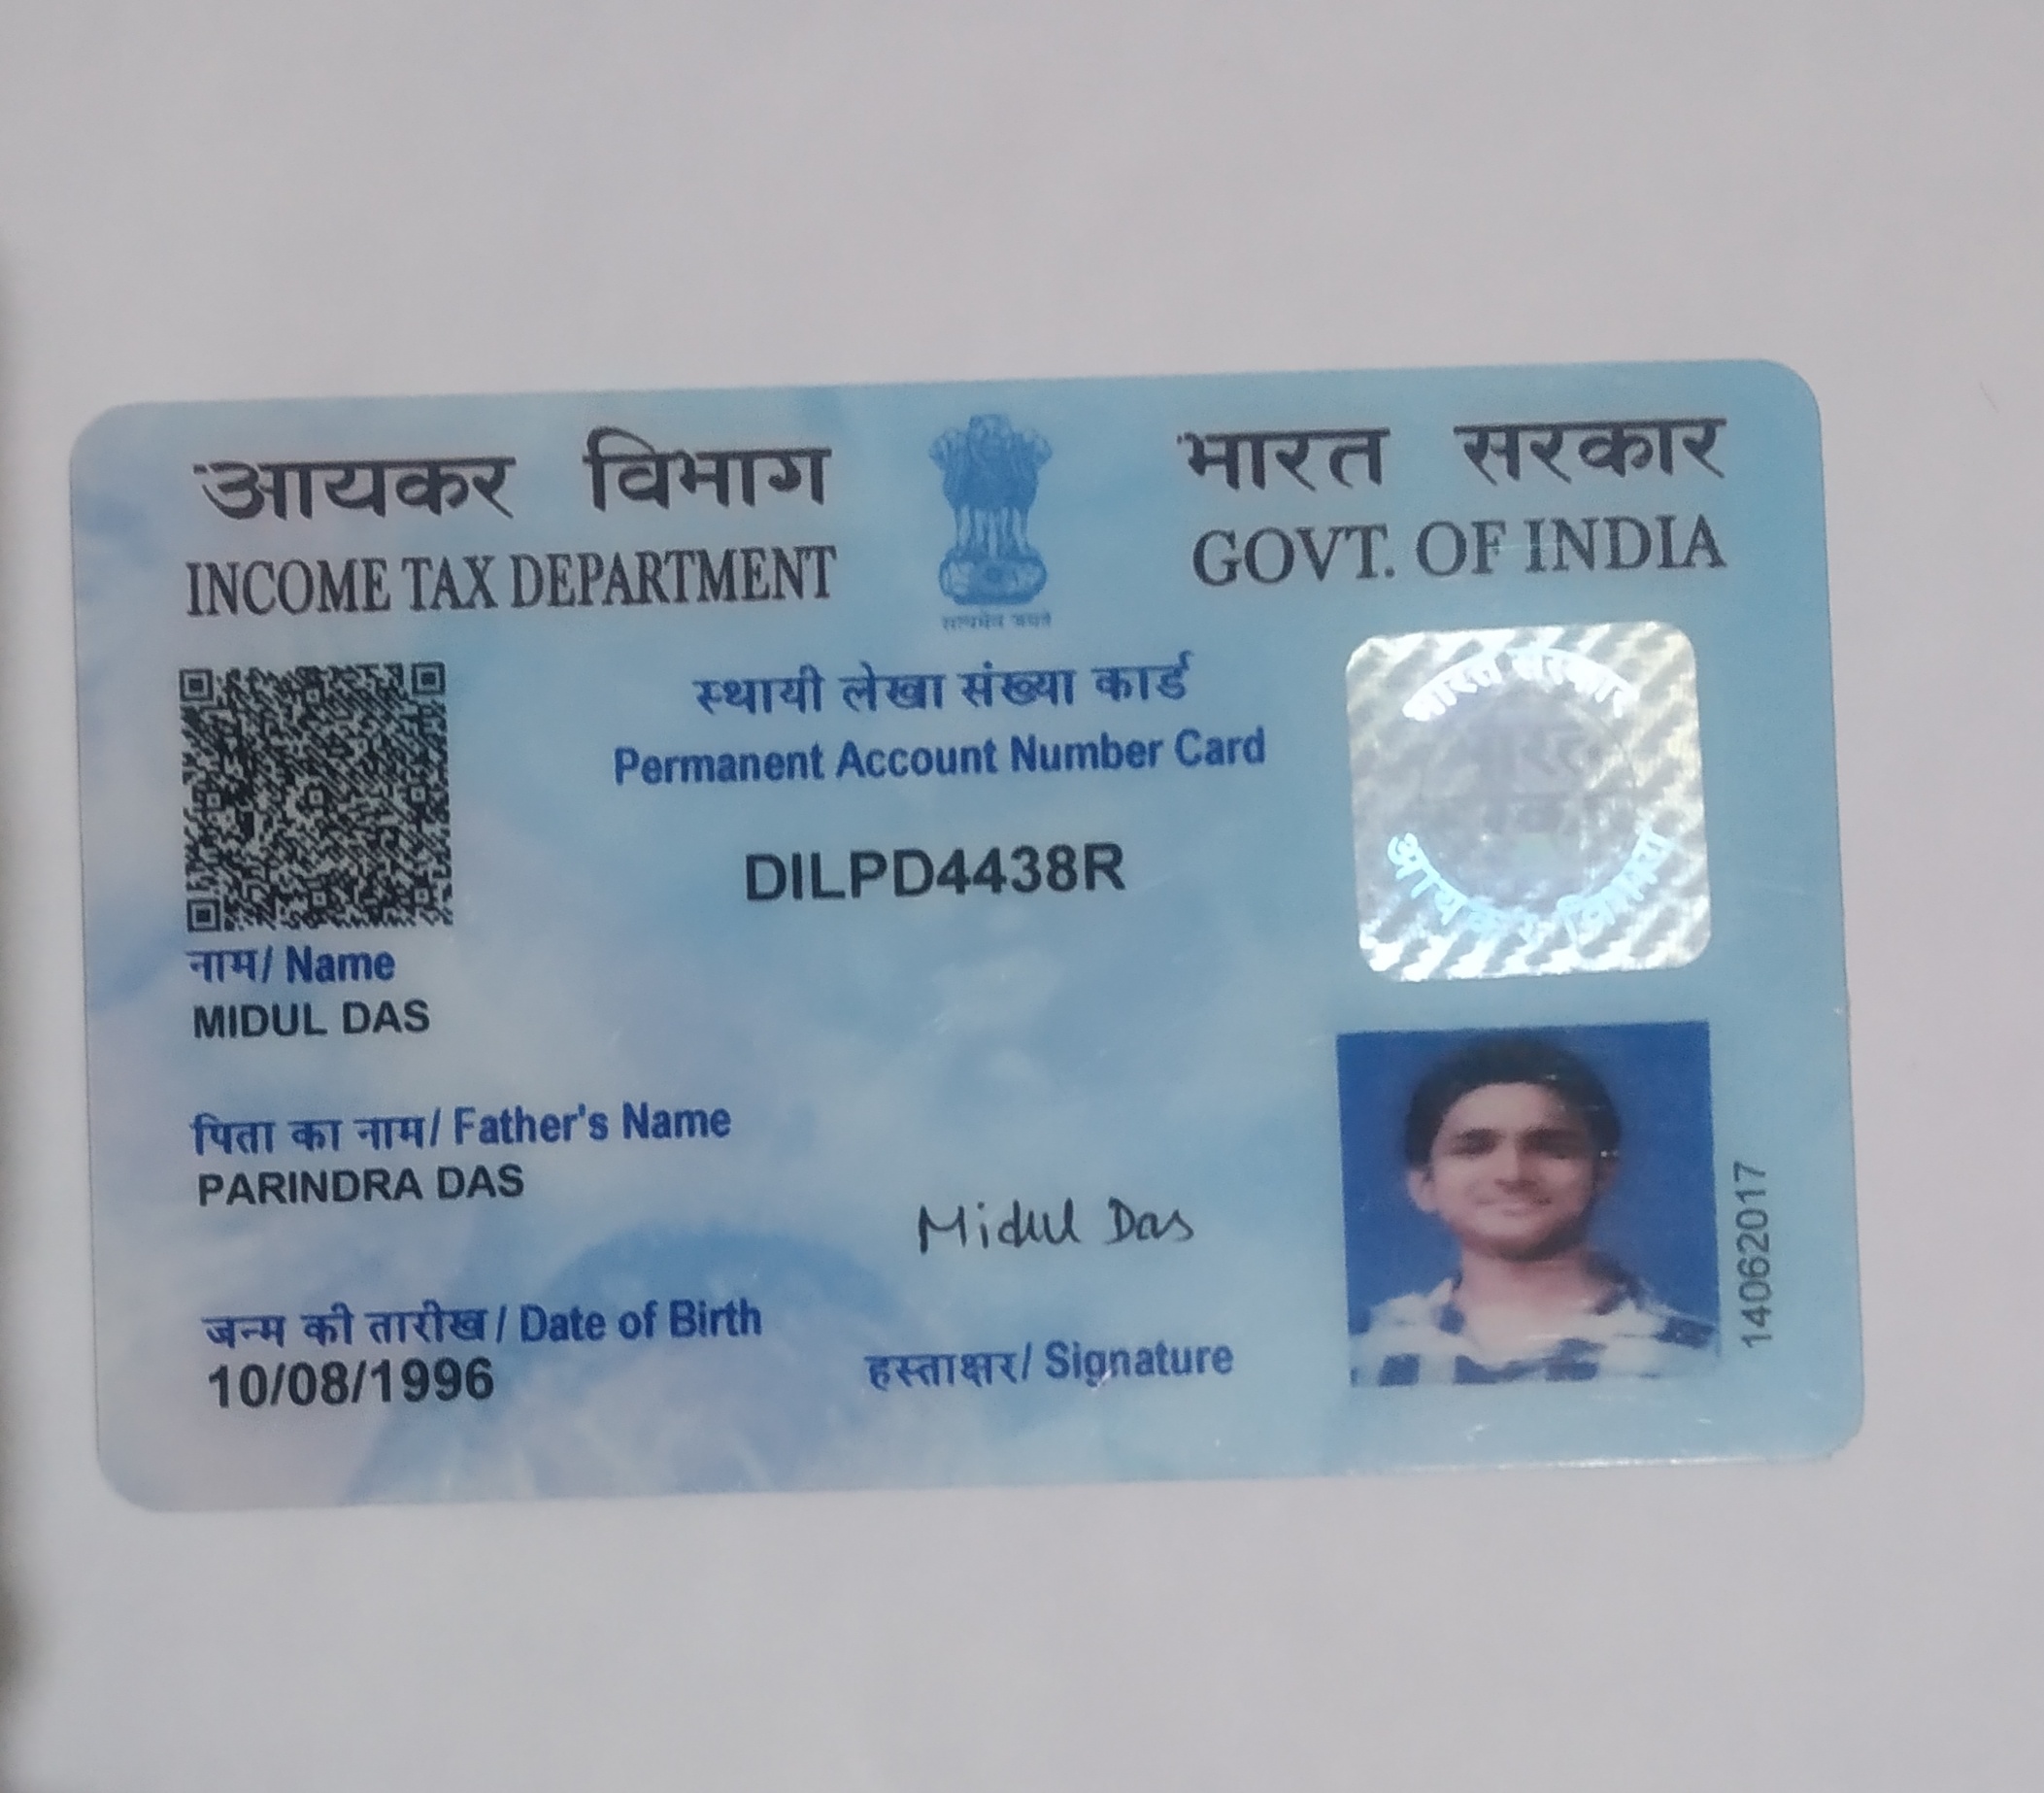 आयकर विभाग
INCOME TAX DEPARTMENT
सत्यमेव जयते
भारत सरकार
GOVT. OF INDIA
स्थायी लेखा संख्या कार्ड
Permanent Account Number Card
DILPD4438R
भारत सरकार
आयकर विभाग
नाम/ Name
MIDUL DAS
पिता का नाम/ Father's Name
PARINDRA DAS
Midul Das
जन्म की तारीख / Date of Birth
10/08/1996
हस्ताक्षर/ Signature
14062017